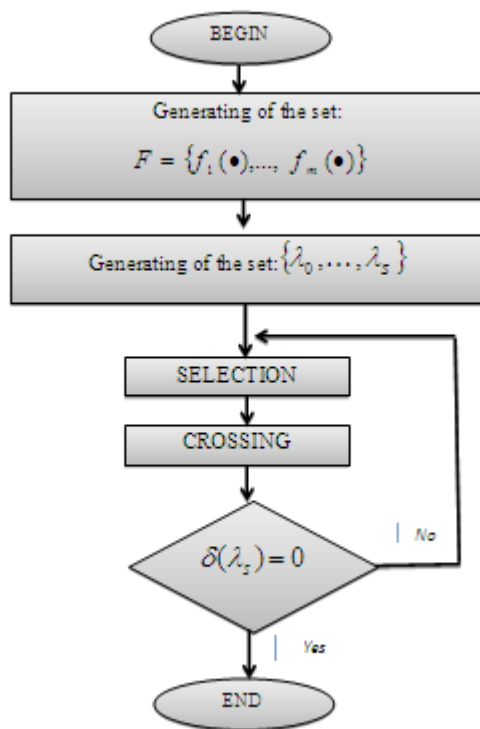 BEGIN
Generating of the set:
F = {f₁(•),..., fₘ(•)}
Generating of the set: {λ₀,...,λₛ}
SELECTION
CROSSING
δ(λₛ) = 0
No
Yes
END